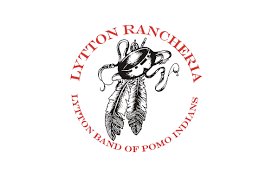 LYTTON RANCHERIA
LYTTON BAND OF POMO INDIANS